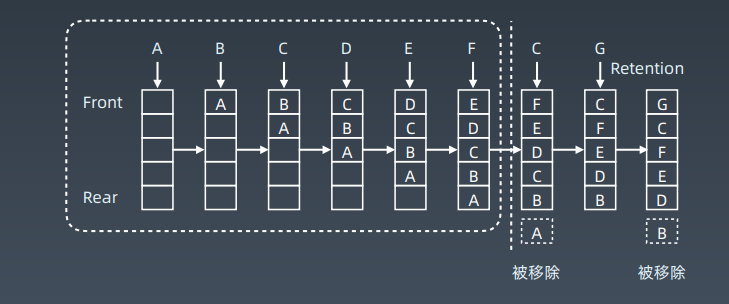 A B C D E F C G
Retention
Front A B C D E F C G
A B C D E F C
A B C D E F
A B C D E
Rear A B B D
A B
被移除 被移除